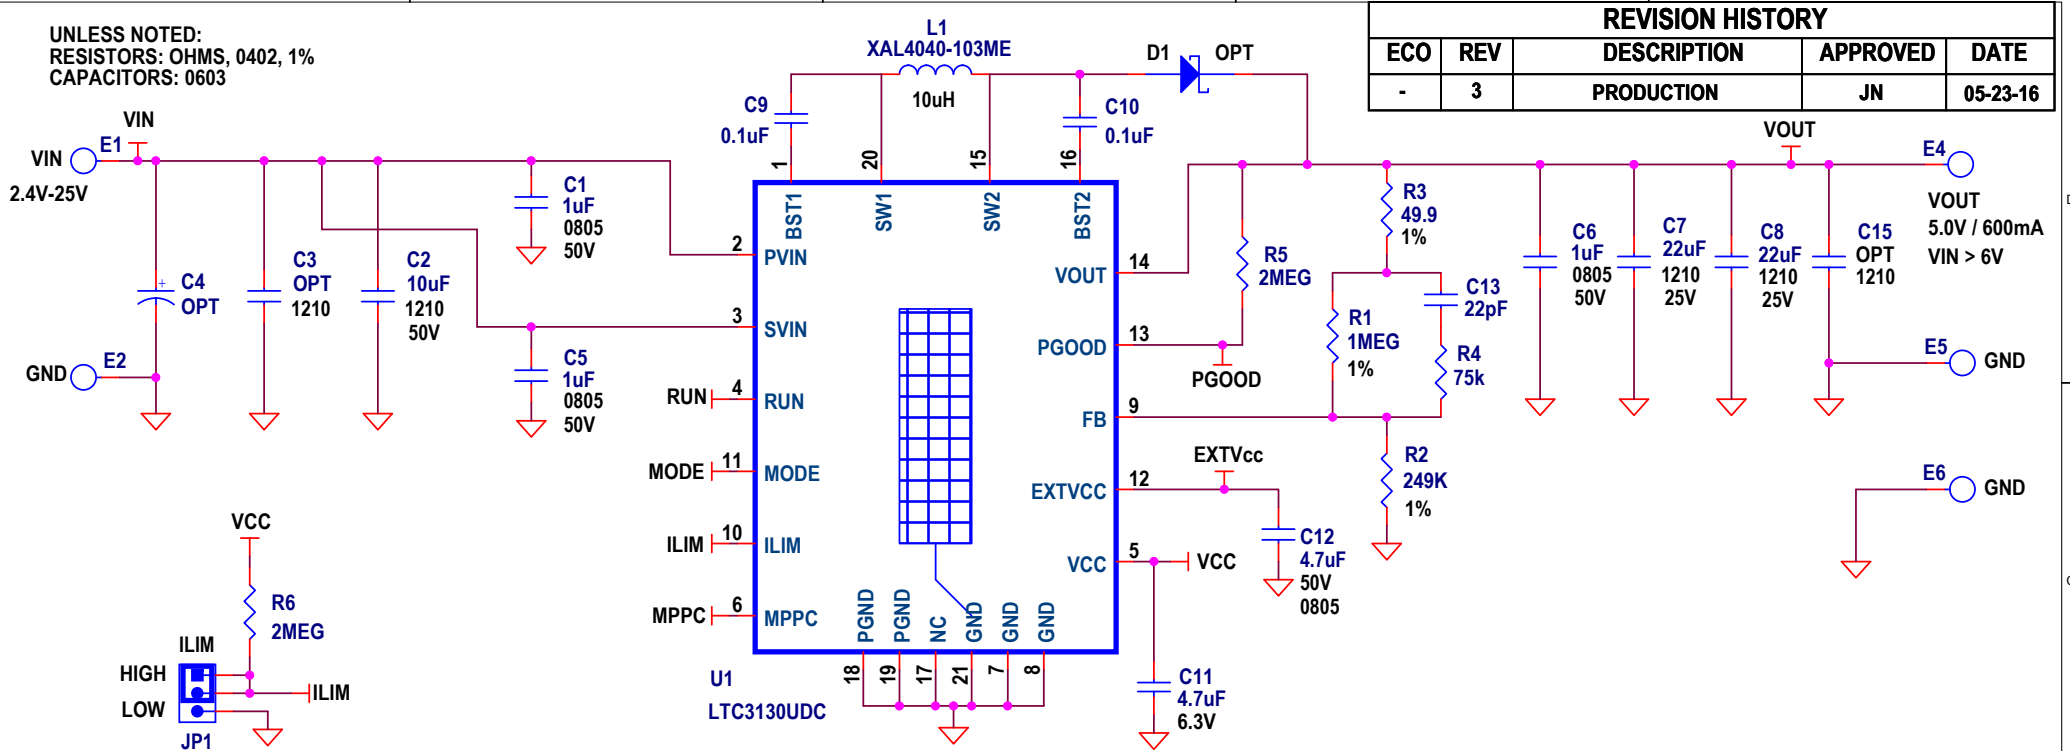 UNLESS NOTED:
RESISTORS: OHMS, 0402, 1%
CAPACITORS: 0603
REVISION HISTORY
ECO REV DESCRIPTION APPROVED DATE
- 3 PRODUCTION JN 05-23-16
L1
XAL4040-103ME
10uH
D1 OPT
C9
0.1uF
C10
0.1uF
VIN
E1
VIN
2.4V-25V
C4
+
OPT
C3
OPT
1210
C2
10uF
1210
50V
C1
1uF
0805
50V
C5
1uF
0805
50V
GND E2
1 20 15 16
BST1 SW1 SW2 BST2
2 PVIN
3 SVIN
RUN 4 RUN
MODE 11 MODE
ILIM 10 ILIM
MPPC 6 MPPC
14 VOUT
13 PGOOD
9 FB
12 EXTVCC
5 VCC
PGND PGND NC GND GND GND
18 19 17 21 7 8
U1
LTC3130UDC
R5
2MEG
PGOOD
R3
49.9
1%
R1
1MEG
1%
C13
22pF
R4
75k
R2
249K
1%
EXTVcc
C12
4.7uF
50V
0805
VCC
C11
4.7uF
6.3V
C6
1uF
0805
50V
C7
22uF
1210
25V
C8
22uF
1210
25V
C15
OPT
1210
VOUT
E4
VOUT
5.0V / 600mA
VIN > 6V
E5 GND
E6 GND
VCC
R6
2MEG
ILIM
HIGH
LOW
ILIM
JP1
D